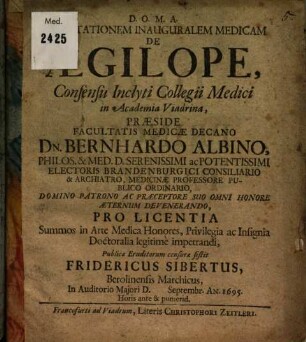 Med.
2425
D. O. M. A.
TATIONEM INAUGURALEM MEDICAM
DE
ÆGILOPE,
Consensu Inclyti Collegii Medici
in Academia Viadrina,
PRÆSIDE
FACULTATIS MEDICÆ DECANO
DN. BERNHARDO ALBINO,
PHILOS. & MED. D. SERENISSIMI ac POTENTISSIMI
ELECTORIS BRANDENBURGICI CONSILIARIO
& ARCHIATRO, MEDICINÆ PROFESSORE PU-
BLICO ORDINARIO,
DOMINO PATRONO AC PRÆCEPTORE SUO OMNI HONORE
ÆTERNUM DEVENERANDO,
PRO LICENTIA
Summos in Arte Medica Honores, Privilegia ac Insignia
Doctoralia legitimè impetrandi,
Publicæ Eruditorum censuræ sistit
FRIDERICUS SIBERTUS,
Berolinensis Marchicus,
In Auditorio Majori D. Septembr. AN. 1695.
Horis ante & pomerid.
Francofurti ad Viadrum, Literis CHRISTOPHORI ZEITLERI.